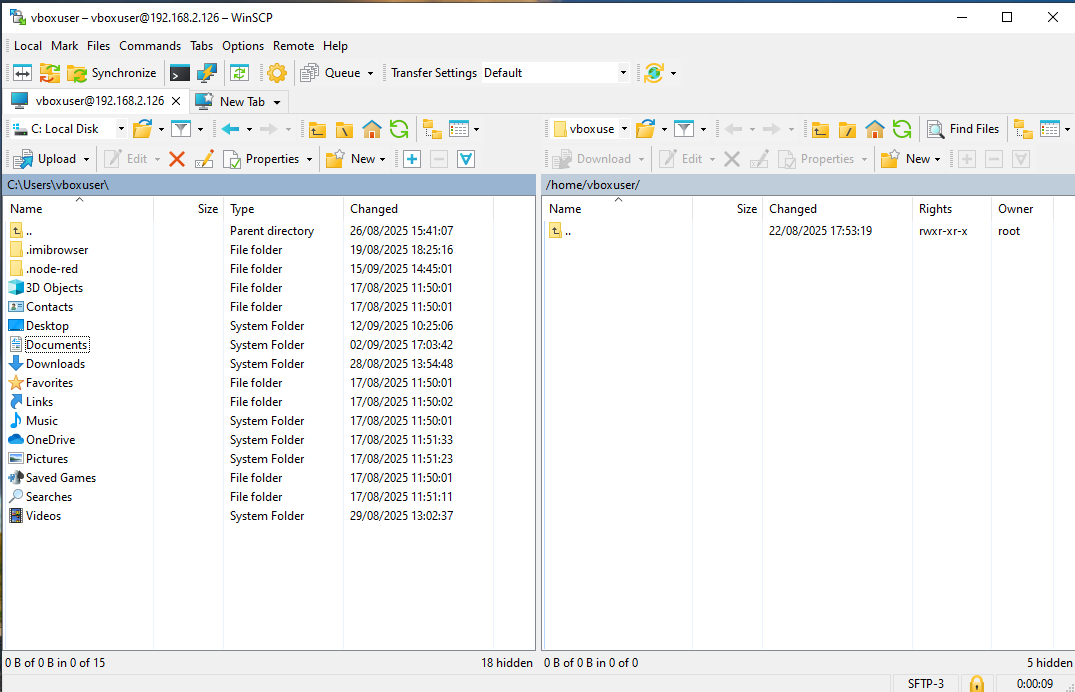 vboxuser – vboxuser@192.168.2.126 – WinSCP
Local Mark Files Commands Tabs Options Remote Help
Synchronize Queue Transfer Settings Default
vboxuser@192.168.2.126 New Tab
C: Local Disk vboxuse Find Files
Upload Edit Properties New Download Edit Properties New
C:\Users\vboxuser\ /home/vboxuser/
Name Size Type Changed Name Size Changed Rights Owner
.. Parent directory 26/08/2025 15:41:07 .. 22/08/2025 17:53:19 rwxr-xr-x root
.imibrowser File folder 19/08/2025 18:25:16
.node-red File folder 15/09/2025 14:45:01
3D Objects File folder 17/08/2025 11:50:01
Contacts File folder 17/08/2025 11:50:01
Desktop System Folder 12/09/2025 10:25:06
Documents System Folder 02/09/2025 17:03:42
Downloads System Folder 28/08/2025 13:54:48
Favorites File folder 17/08/2025 11:50:01
Links File folder 17/08/2025 11:50:02
Music System Folder 17/08/2025 11:50:01
OneDrive System Folder 17/08/2025 11:51:33
Pictures System Folder 17/08/2025 11:51:23
Saved Games File folder 17/08/2025 11:50:01
Searches File folder 17/08/2025 11:51:11
Videos System Folder 29/08/2025 13:02:37
0 B of 0 B in 0 of 15 18 hidden 0 B of 0 B in 0 of 0 5 hidden
SFTP-3 0:00:09